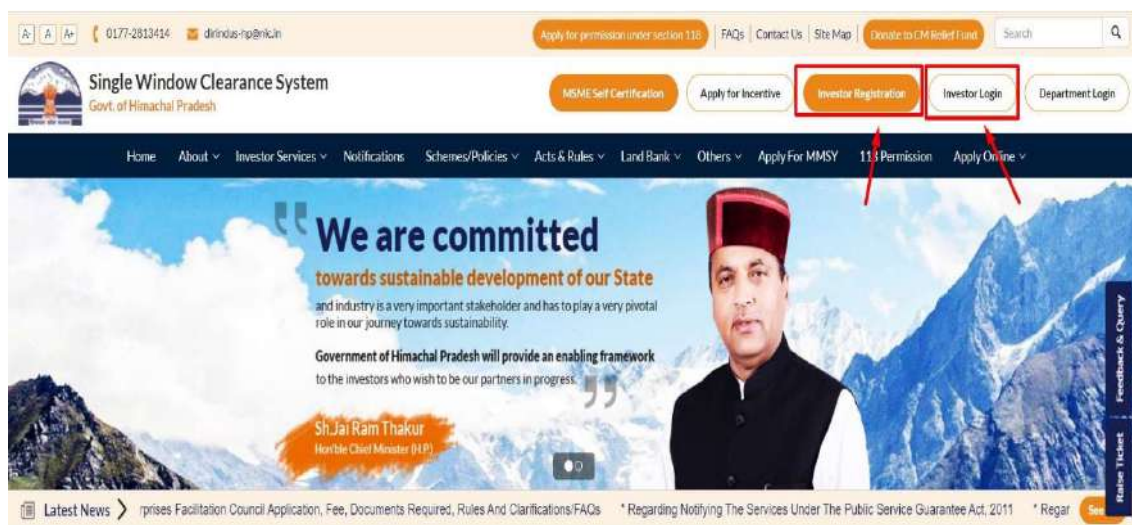 A- A A+ 0177-2813414 dirindus-hp@nic.in Apply for permission under section 118 FAQs Contact Us Site Map Donate to CM Relief Fund Search
Single Window Clearance System
Govt. of Himachal Pradesh
MSME Self Certification Apply for Incentive Investor Registration Investor Login Department Login
Home About Investor Services Notifications Schemes/Policies Acts & Rules Land Bank Others Apply For MMSY 118 Permission Apply Online
We are committed
towards sustainable development of our State
and industry is a very important stakeholder and has to play a very pivotal
role in our journey towards sustainability.
Government of Himachal Pradesh will provide an enabling framework
to the investors who wish to be our partners in progress.
Sh.Jai Ram Thakur
Hon'ble Chief Minister (H.P.)
Feedback & Query
Raise Ticket
Latest News rprises Facilitation Council Application, Fee, Documents Required, Rules And Clarifications/FAQs * Regarding Notifying The Services Under The Public Service Guarantee Act, 2011 * Regar